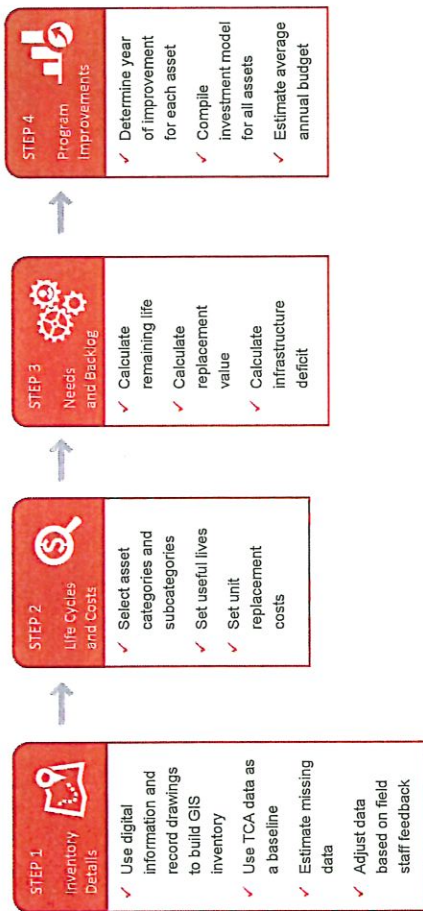 STEP 1
Inventory
Details
✓ Use digital
information and
record drawings
to build GIS
inventory
✓ Use TCA data as
a baseline
✓ Estimate missing
data
✓ Adjust data
based on field
staff feedback
STEP 2
Life Cycles
and Costs
✓ Select asset
categories and
subcategories
✓ Set useful lives
✓ Set unit
replacement
costs
STEP 3
Needs
and Backlog
✓ Calculate
remaining life
✓ Calculate
replacement
value
✓ Calculate
infrastructure
deficit
STEP 4
Program
Improvements
✓ Determine year
of improvement
for each asset
✓ Compile
investment model
for all assets
✓ Estimate average
annual budget